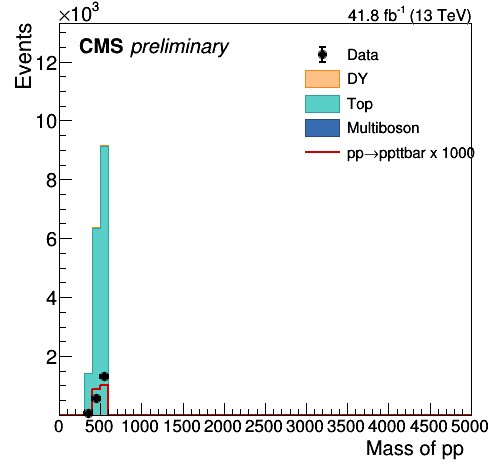 ×10³
41.8 fb⁻¹ (13 TeV)
Events
CMS preliminary
Data
DY
Top
Multiboson
pp→ppttbar x 1000
12
10
8
6
4
2
0 500 1000 1500 2000 2500 3000 3500 4000 4500 5000
Mass of pp